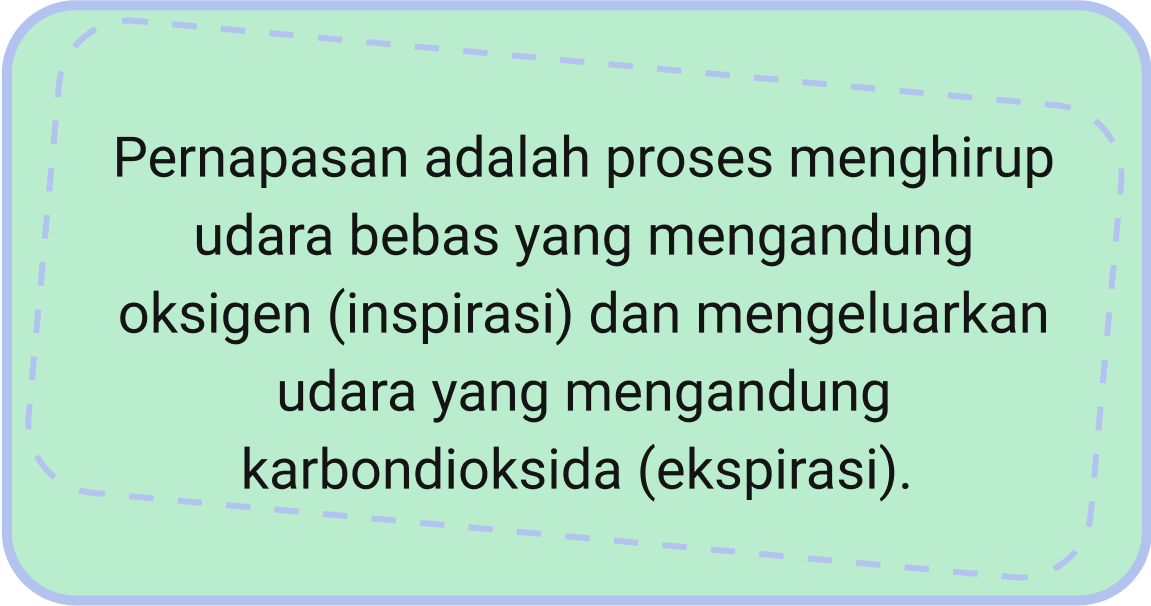 Pernapasan adalah proses menghirup
udara bebas yang mengandung
oksigen (inspirasi) dan mengeluarkan
udara yang mengandung
karbondioksida (ekspirasi).